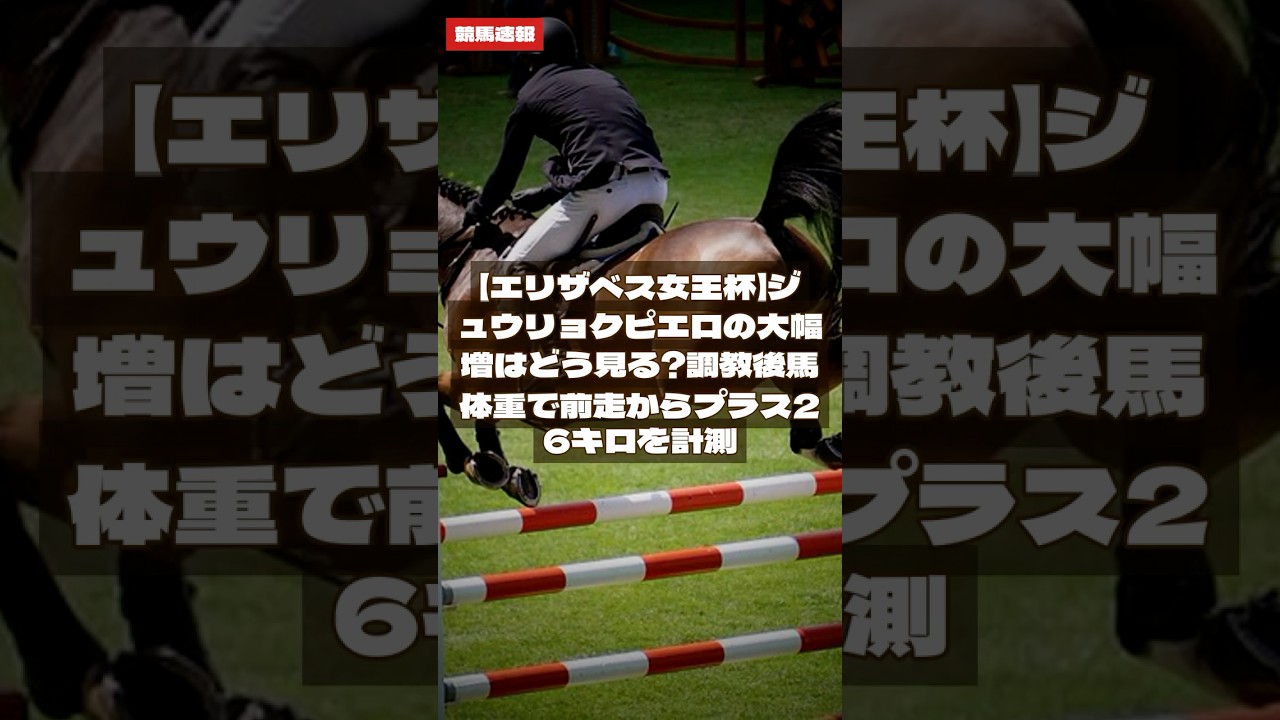 競馬速報
【エリザベス女王杯】ジ
ュウリョクピエロの大幅
増はどう見る？調教後馬
体重で前走からプラス2
6キロを計測